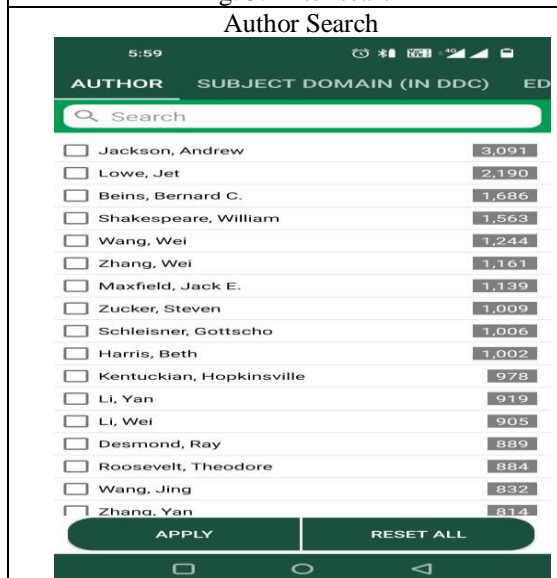 Author Search
5:59
AUTHOR SUBJECT DOMAIN (IN DDC) ED
Search
Jackson, Andrew 3,091
Lowe, Jet 2,190
Beins, Bernard C. 1,686
Shakespeare, William 1,563
Wang, Wei 1,244
Zhang, Wei 1,161
Maxfield, Jack E. 1,139
Zucker, Steven 1,009
Schleisner, Gottscho 1,006
Harris, Beth 1,002
Kentuckian, Hopkinsville 978
Li, Yan 919
Li, Wei 905
Desmond, Ray 889
Roosevelt, Theodore 884
Wang, Jing 832
Zhang, Yan 814
APPLY RESET ALL